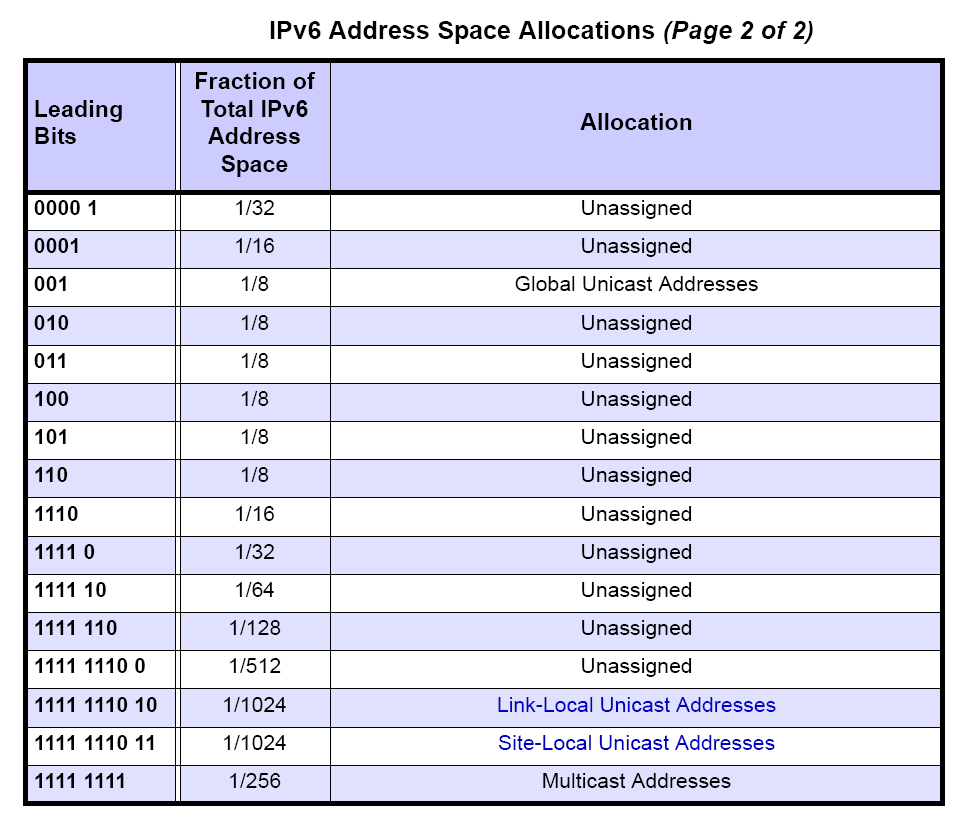 IPv6 Address Space Allocations (Page 2 of 2)
Leading Bits Fraction of Total IPv6 Address Space Allocation
0000 1 1/32 Unassigned
0001 1/16 Unassigned
001 1/8 Global Unicast Addresses
010 1/8 Unassigned
011 1/8 Unassigned
100 1/8 Unassigned
101 1/8 Unassigned
110 1/8 Unassigned
1110 1/16 Unassigned
1111 0 1/32 Unassigned
1111 10 1/64 Unassigned
1111 110 1/128 Unassigned
1111 1110 0 1/512 Unassigned
1111 1110 10 1/1024 Link-Local Unicast Addresses
1111 1110 11 1/1024 Site-Local Unicast Addresses
1111 1111 1/256 Multicast Addresses